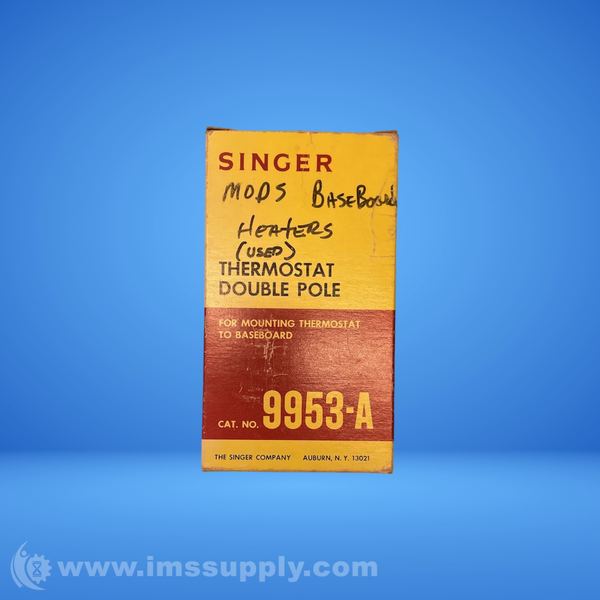 SINGER
MODS BASEBOARD
HEATERS
(USED)
THERMOSTAT
DOUBLE POLE
FOR MOUNTING THERMOSTAT
TO BASEBOARD
CAT. NO. 9953-A
THE SINGER COMPANY AUBURN, N. Y. 13021
www.imssupply.com